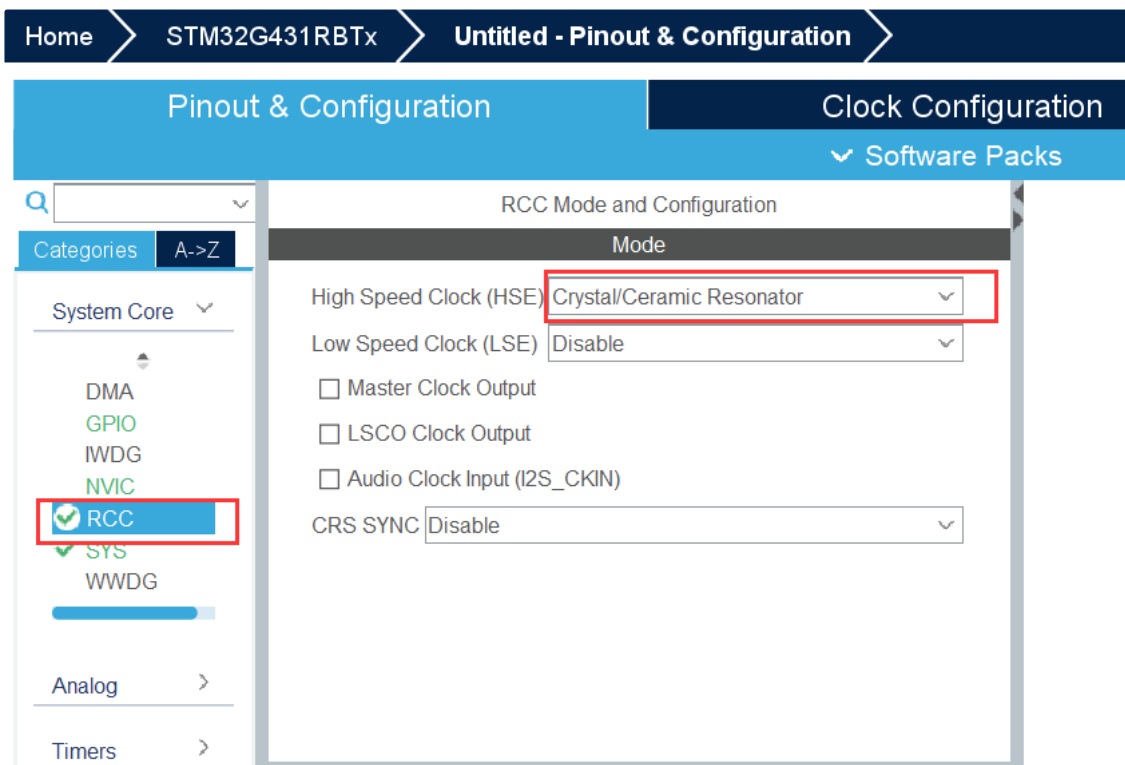 Home STM32G431RBTx Untitled - Pinout & Configuration
Pinout & Configuration Clock Configuration
Software Packs
RCC Mode and Configuration
Categories A->Z
Mode
System Core
High Speed Clock (HSE) Crystal/Ceramic Resonator
Low Speed Clock (LSE) Disable
DMA
Master Clock Output
GPIO
LSCO Clock Output
IWDG
NVIC
Audio Clock Input (I2S_CKIN)
RCC
CRS SYNC Disable
SYS
WWDG
Analog
Timers